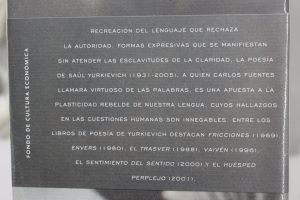 RECREACIÓN DEL LENGUAJE QUE RECHAZA
LA AUTORIDAD, FORMAS EXPRESIVAS QUE SE MANIFIESTAN
SIN ATENDER LAS ESCLAVITUDES DE LA CLARIDAD, LA POESÍA
DE SAÚL YURKIEVICH (1931-2005), A QUIEN CARLOS FUENTES
LLAMARA VIRTUOSO DE LAS PALABRAS, ES UNA APUESTA A LA
PLASTICIDAD REBELDE DE NUESTRA LENGUA, CUYOS HALLAZGOS
EN LAS CUESTIONES HUMANAS SON INNEGABLES. ENTRE LOS
LIBROS DE POESÍA DE YURKIEVICH DESTACAN FRICCIONES (1969),
ENVERS (1980), EL TRASVER (1988), VAIVÉN (1996),
EL SENTIMIENTO DEL SENTIDO (2000) Y EL HUÉSPED
PERPLEJO (2001).
FONDO DE CULTURA ECONÓMICA